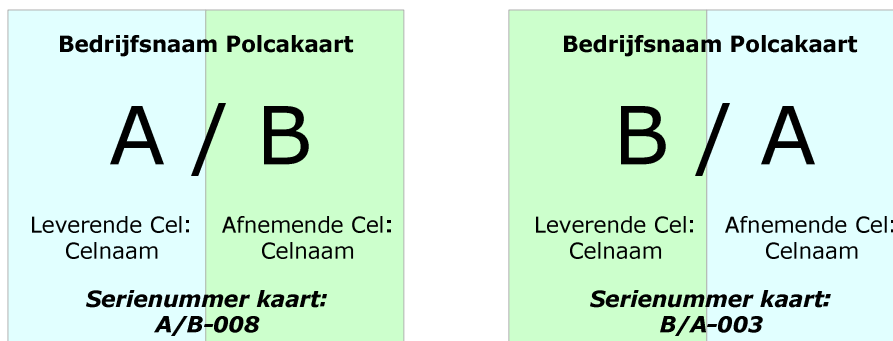 Bedrijfsnaam Polcakaart
A / B
Leverende Cel:
Celnaam
Afnemende Cel:
Celnaam
Serienummer kaart:
A/B-008
Bedrijfsnaam Polcakaart
B / A
Leverende Cel:
Celnaam
Afnemende Cel:
Celnaam
Serienummer kaart:
B/A-003